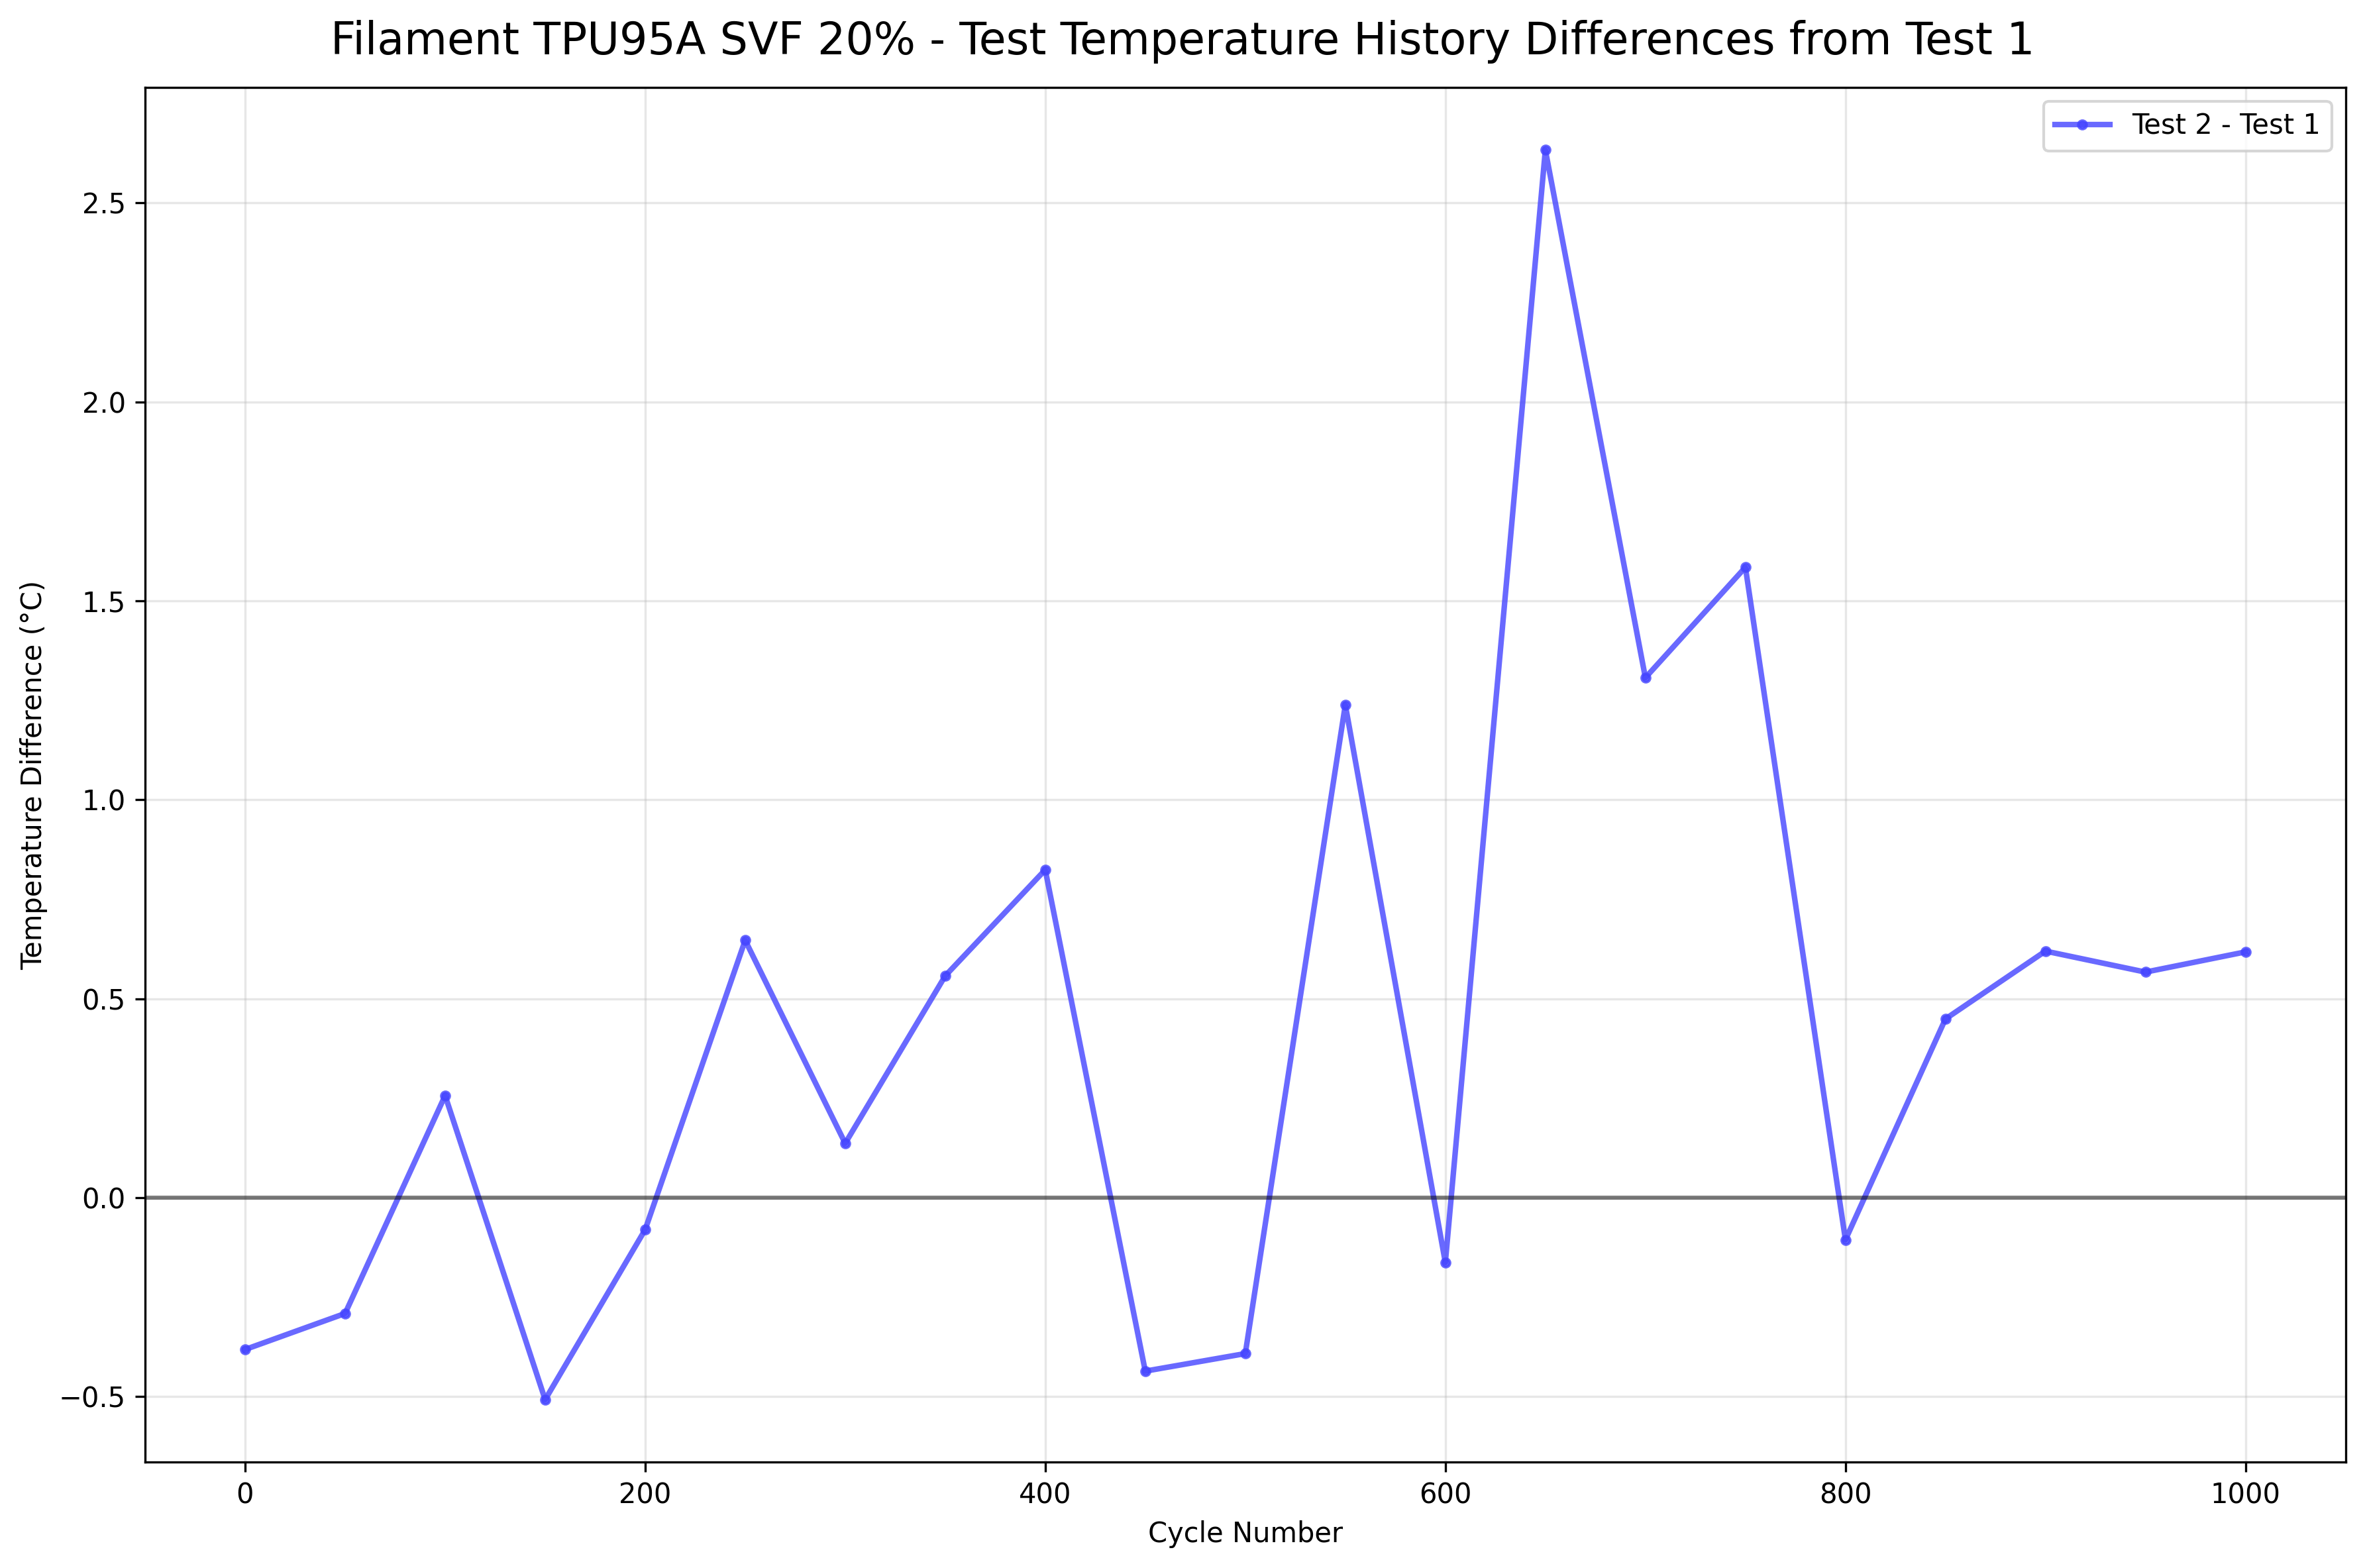 Filament TPU95A SVF 20% - Test Temperature History Differences from Test 1
Test 2 - Test 1
2.5
2.0
1.5
1.0
0.5
0.0
−0.5
Temperature Difference (°C)
0 200 400 600 800 1000
Cycle Number